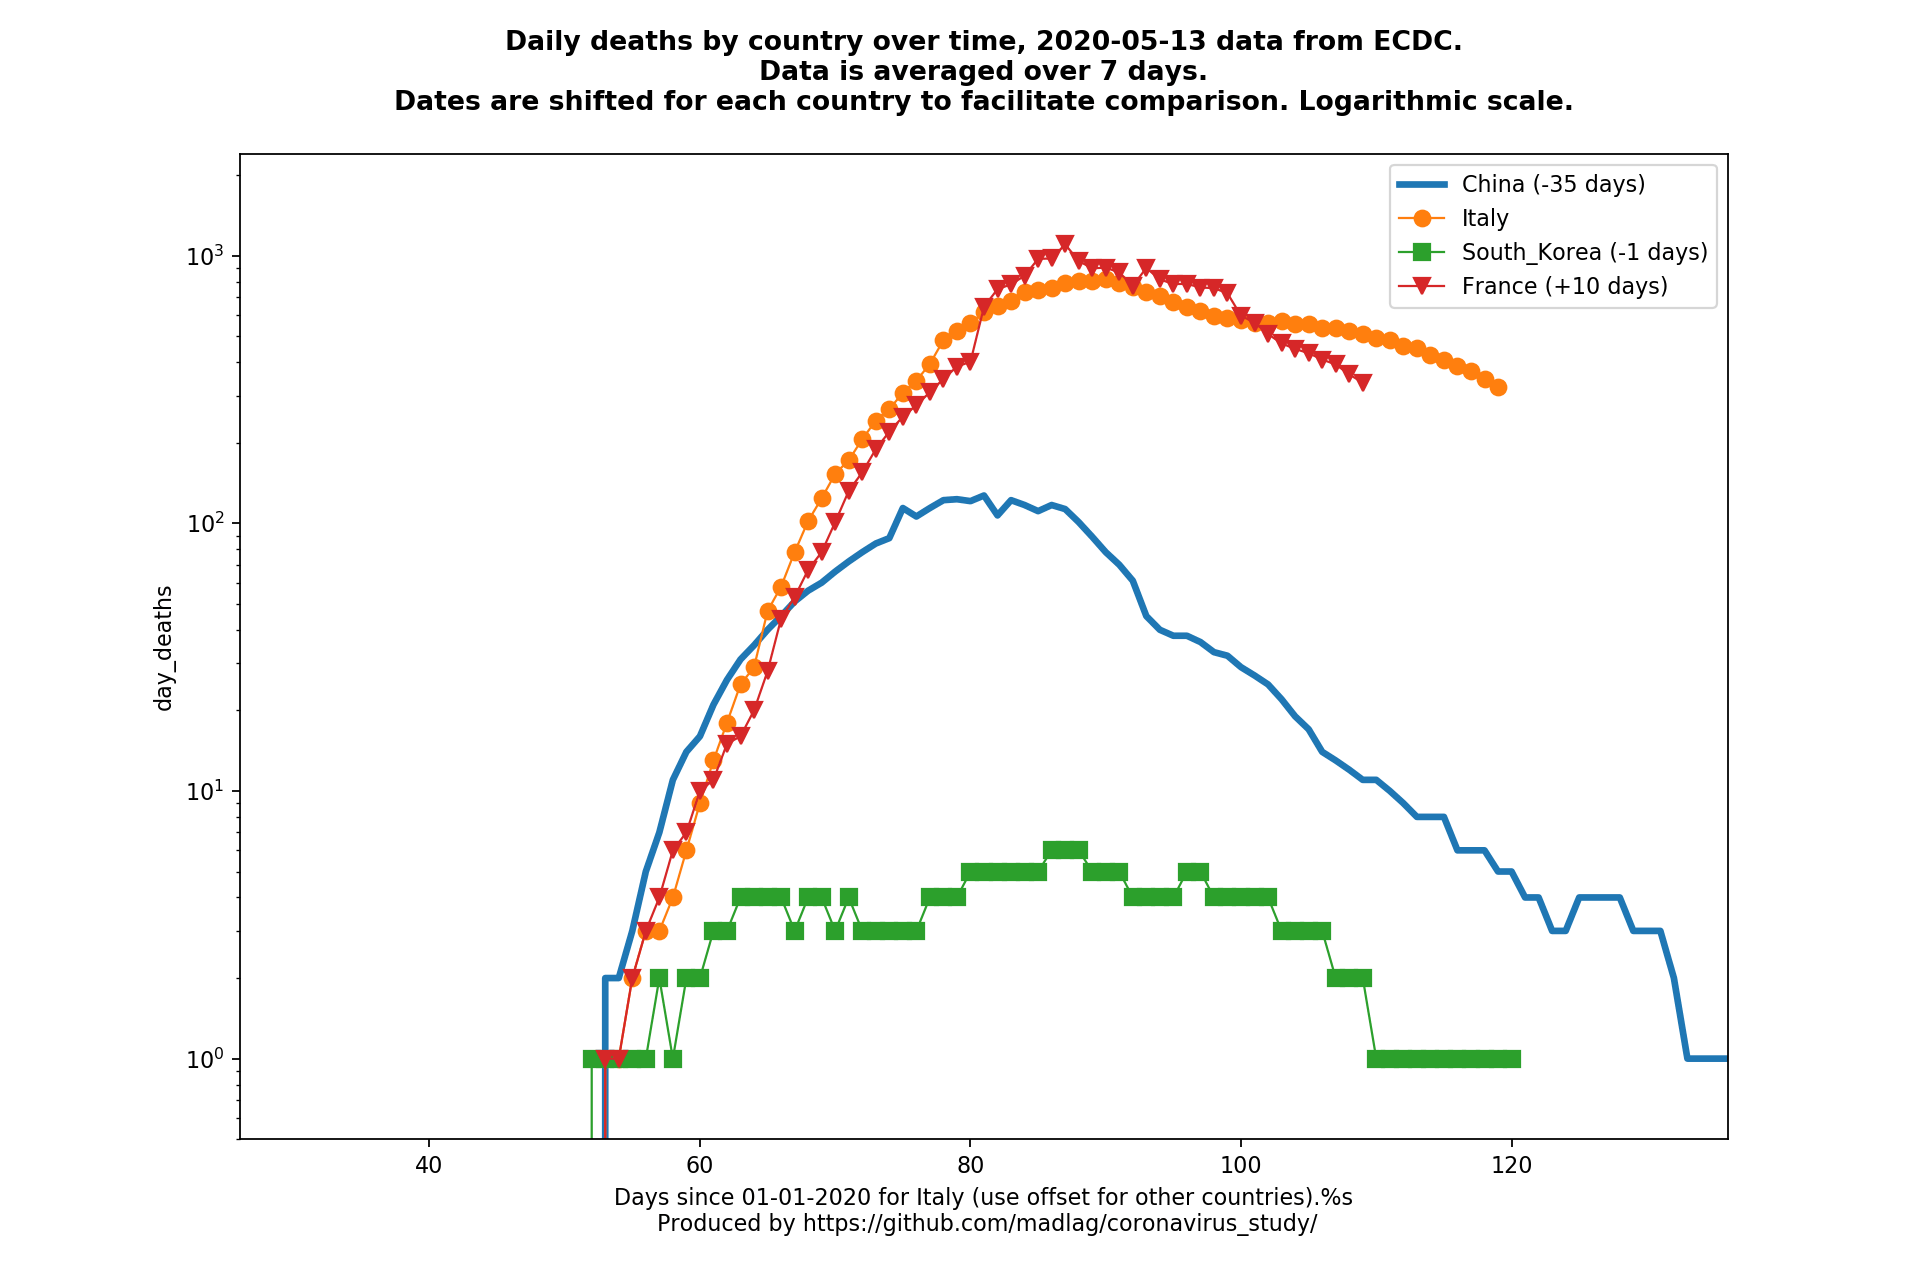 Daily deaths by country over time, 2020-05-13 data from ECDC.
Data is averaged over 7 days.
Dates are shifted for each country to facilitate comparison. Logarithmic scale.
China (-35 days)
Italy
South_Korea (-1 days)
France (+10 days)
10³
10²
10¹
10⁰
day_deaths
40 60 80 100 120
Days since 01-01-2020 for Italy (use offset for other countries).%s
Produced by https://github.com/madlag/coronavirus_study/